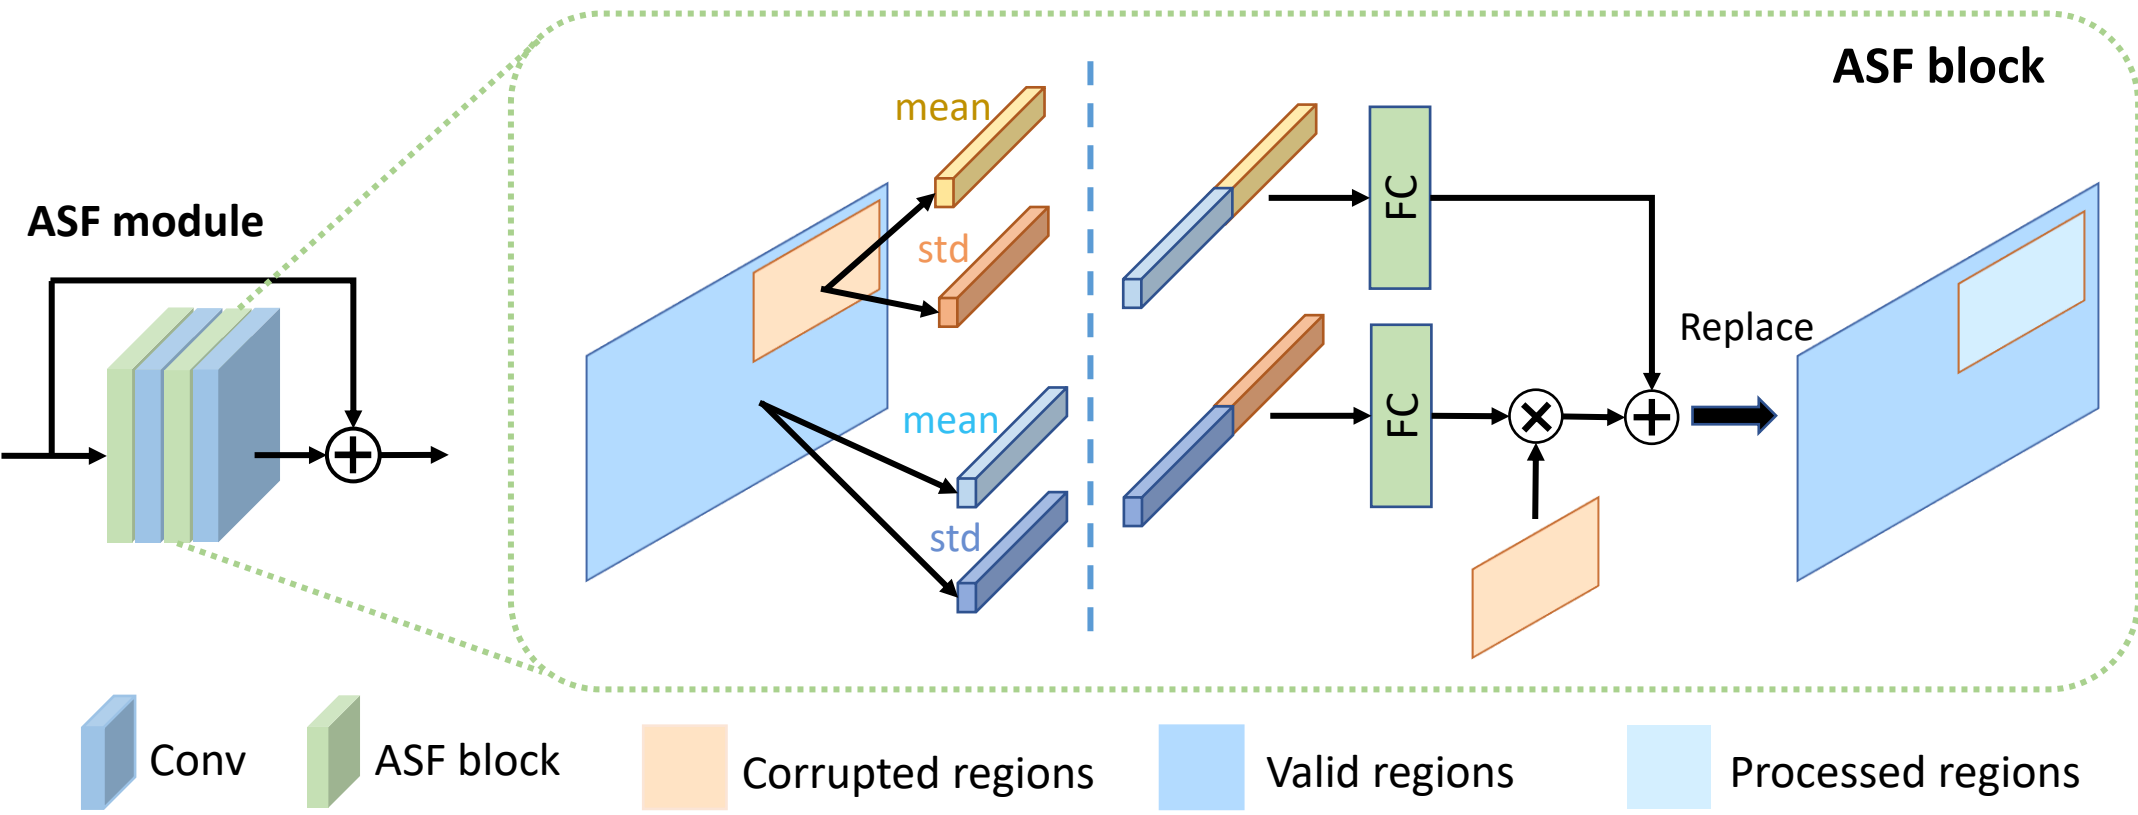 ASF block
mean
std
ASF module
FC
Replace
mean
FC
std
Conv
ASF block
Corrupted regions
Valid regions
Processed regions